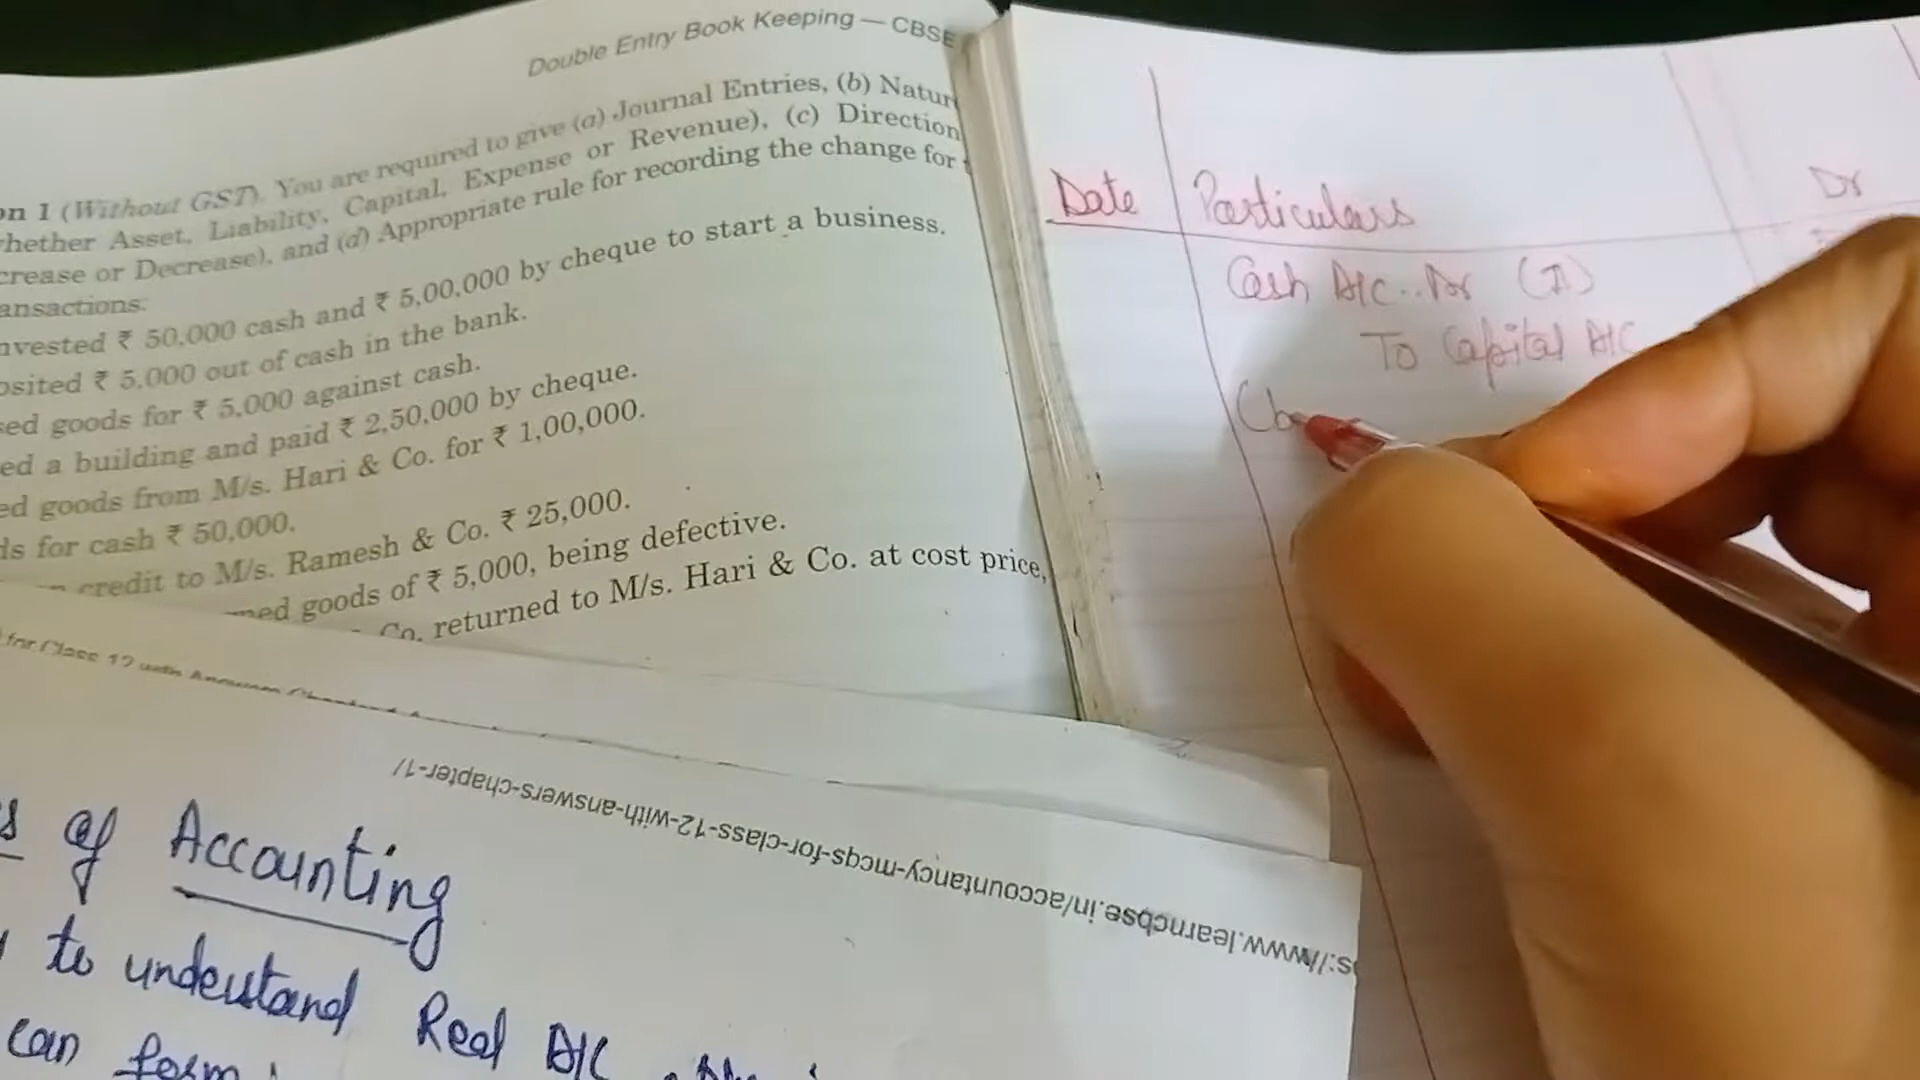 Double Entry Book Keeping — CBSE
on 1 (Without GST). You are required to give (a) Journal Entries, (b) Natur
hether Asset, Liability, Capital, Expense or Revenue), (c) Direction
crease or Decrease), and (d) Appropriate rule for recording the change for
ansactions:
nvested ₹ 50,000 cash and ₹ 5,00,000 by cheque to start a business.
osited ₹ 5,000 out of cash in the bank.
sed goods for ₹ 5,000 against cash.
ed a building and paid ₹ 2,50,000 by cheque.
ed goods from M/s. Hari & Co. for ₹ 1,00,000.
ds for cash ₹ 50,000.
credit to M/s. Ramesh & Co. ₹ 25,000.
ned goods of ₹ 5,000, being defective.
Co. returned to M/s. Hari & Co. at cost price,
Date Particulars Dr
Cash A/C..Dr (I)
To Capital A/C
(b
for Class 12 with Answers
s://www.learncbse.in/accountancy-mcqs-for-class-12-with-answers-chapter-1/
s of Accounting
to understand Real A/C
can form